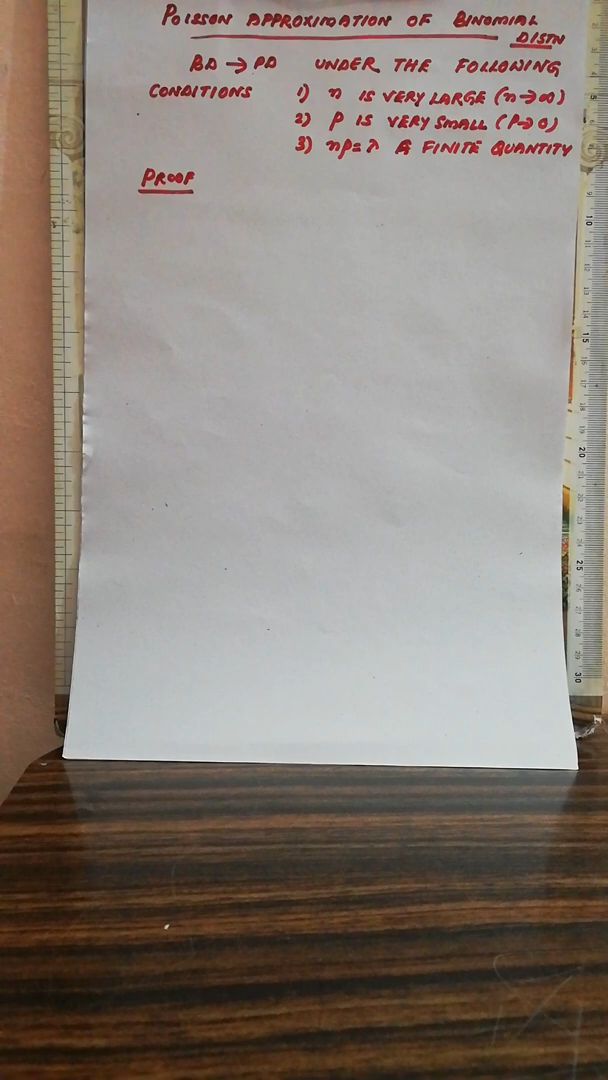 POISSON APPROXIMATION OF BINOMIAL
DISTN
BD → PD UNDER THE FOLLOWING
CONDITIONS 1) n IS VERY LARGE (n→∞)
2) P IS VERY SMALL (P→0)
3) np=λ A FINITE QUANTITY
PROOF